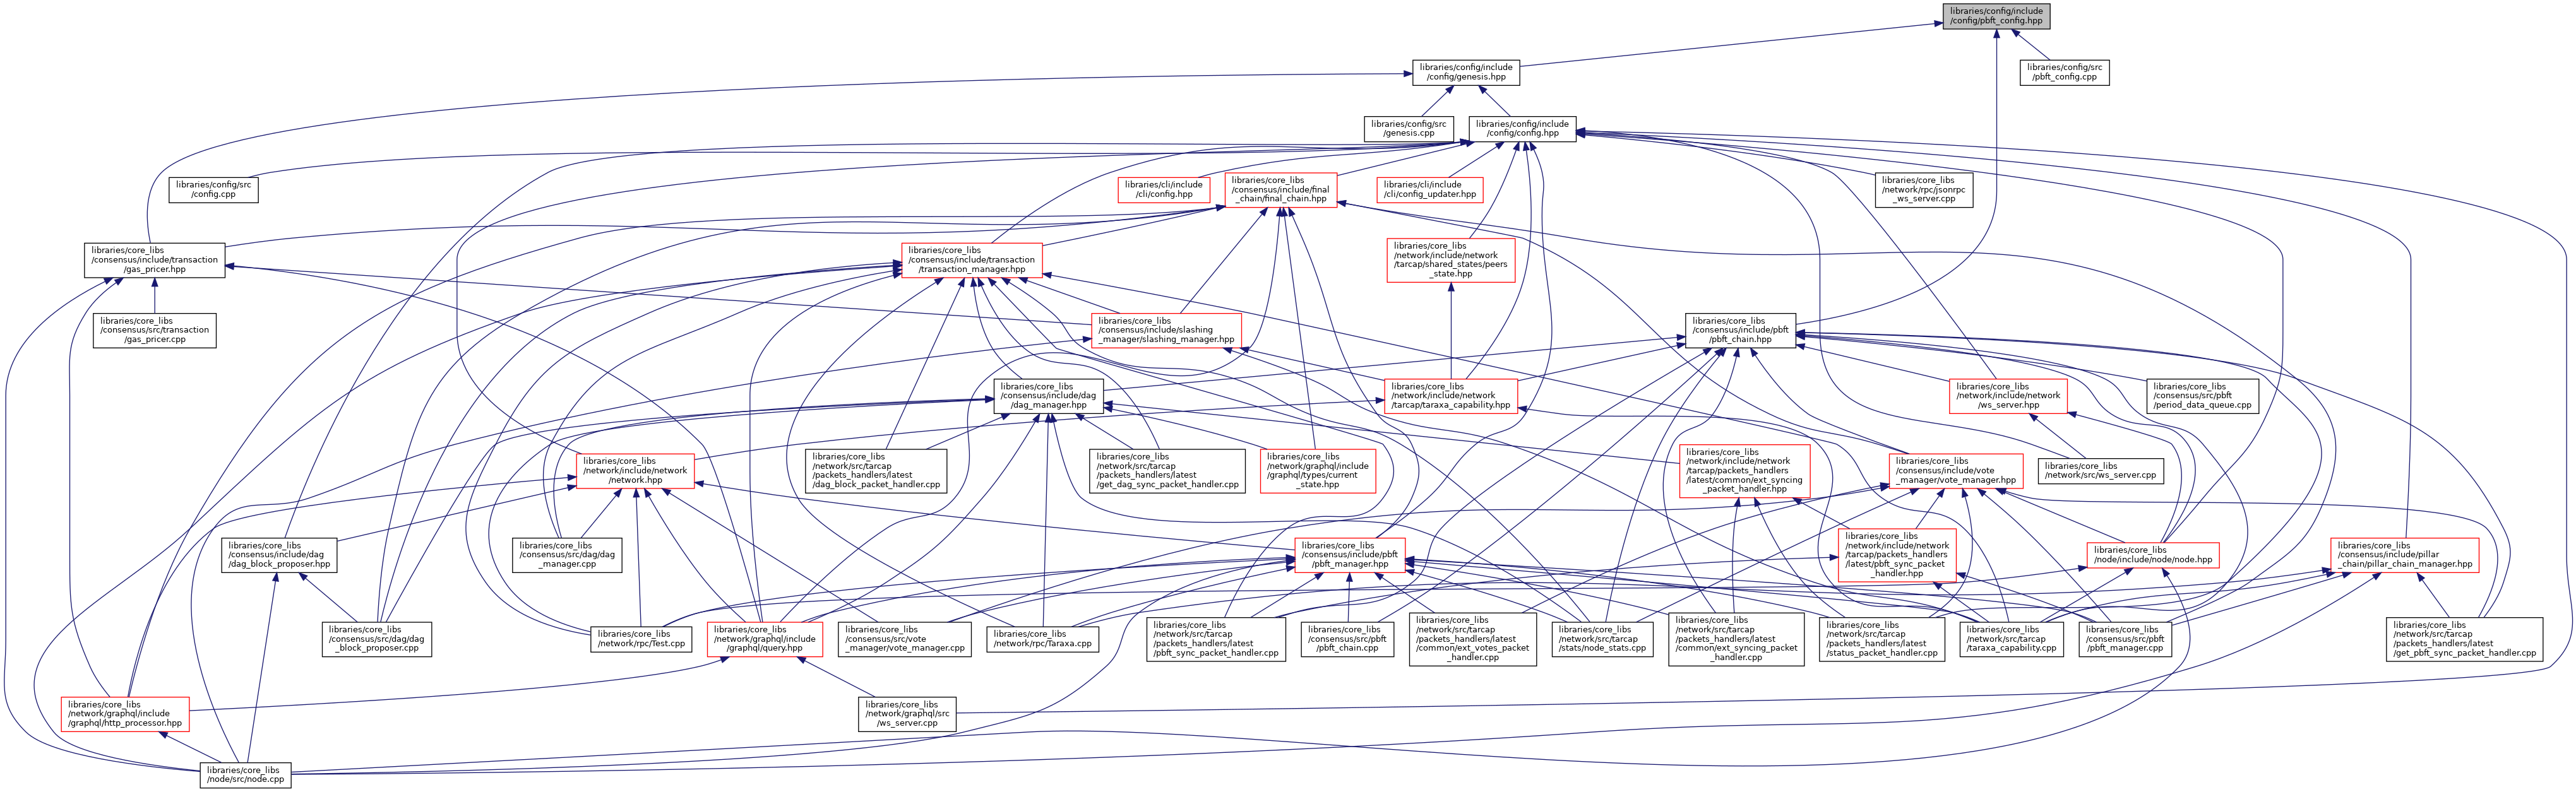 libraries/config/include
/config/pbft_config.hpp
libraries/config/include
/config/genesis.hpp
libraries/config/src
/pbft_config.cpp
libraries/config/src
/genesis.cpp
libraries/config/include
/config/config.hpp
libraries/config/src
/config.cpp
libraries/cli/include
/cli/config.hpp
libraries/core_libs
/consensus/include/final
_chain/final_chain.hpp
libraries/cli/include
/cli/config_updater.hpp
libraries/core_libs
/network/rpc/jsonrpc
_ws_server.cpp
libraries/core_libs
/consensus/include/transaction
/gas_pricer.hpp
libraries/core_libs
/consensus/include/transaction
/transaction_manager.hpp
libraries/core_libs
/network/include/network
/tarcap/shared_states/peers
_state.hpp
libraries/core_libs
/consensus/src/transaction
/gas_pricer.cpp
libraries/core_libs
/consensus/include/slashing
_manager/slashing_manager.hpp
libraries/core_libs
/consensus/include/pbft
/pbft_chain.hpp
libraries/core_libs
/consensus/include/dag
/dag_manager.hpp
libraries/core_libs
/network/include/network
/tarcap/taraxa_capability.hpp
libraries/core_libs
/network/include/network
/ws_server.hpp
libraries/core_libs
/consensus/src/pbft
/period_data_queue.cpp
libraries/core_libs
/network/include/network
/network.hpp
libraries/core_libs
/network/src/tarcap
/packets_handlers/latest
/dag_block_packet_handler.cpp
libraries/core_libs
/network/src/tarcap
/packets_handlers/latest
/get_dag_sync_packet_handler.cpp
libraries/core_libs
/network/graphql/include
/graphql/types/current
_state.hpp
libraries/core_libs
/network/include/network
/tarcap/packets_handlers
/latest/common/ext_syncing
_packet_handler.hpp
libraries/core_libs
/consensus/include/vote
_manager/vote_manager.hpp
libraries/core_libs
/network/src/ws_server.cpp
libraries/core_libs
/consensus/include/dag
/dag_block_proposer.hpp
libraries/core_libs
/consensus/src/dag/dag
_manager.cpp
libraries/core_libs
/consensus/include/pbft
/pbft_manager.hpp
libraries/core_libs
/network/include/network
/tarcap/packets_handlers
/latest/pbft_sync_packet
_handler.hpp
libraries/core_libs
/node/include/node/node.hpp
libraries/core_libs
/consensus/include/pillar
_chain/pillar_chain_manager.hpp
libraries/core_libs
/consensus/src/dag/dag
_block_proposer.cpp
libraries/core_libs
/network/rpc/Test.cpp
libraries/core_libs
/network/graphql/include
/graphql/query.hpp
libraries/core_libs
/consensus/src/vote
_manager/vote_manager.cpp
libraries/core_libs
/network/rpc/Taraxa.cpp
libraries/core_libs
/network/src/tarcap
/packets_handlers/latest
/pbft_sync_packet_handler.cpp
libraries/core_libs
/consensus/src/pbft
/pbft_chain.cpp
libraries/core_libs
/network/src/tarcap
/packets_handlers/latest
/common/ext_votes_packet
_handler.cpp
libraries/core_libs
/network/src/tarcap
/stats/node_stats.cpp
libraries/core_libs
/network/src/tarcap
/packets_handlers/latest
/common/ext_syncing_packet
_handler.cpp
libraries/core_libs
/network/src/tarcap
/packets_handlers/latest
/status_packet_handler.cpp
libraries/core_libs
/network/src/tarcap
/taraxa_capability.cpp
libraries/core_libs
/consensus/src/pbft
/pbft_manager.cpp
libraries/core_libs
/network/src/tarcap
/packets_handlers/latest
/get_pbft_sync_packet_handler.cpp
libraries/core_libs
/network/graphql/include
/graphql/http_processor.hpp
libraries/core_libs
/network/graphql/src
/ws_server.cpp
libraries/core_libs
/node/src/node.cpp